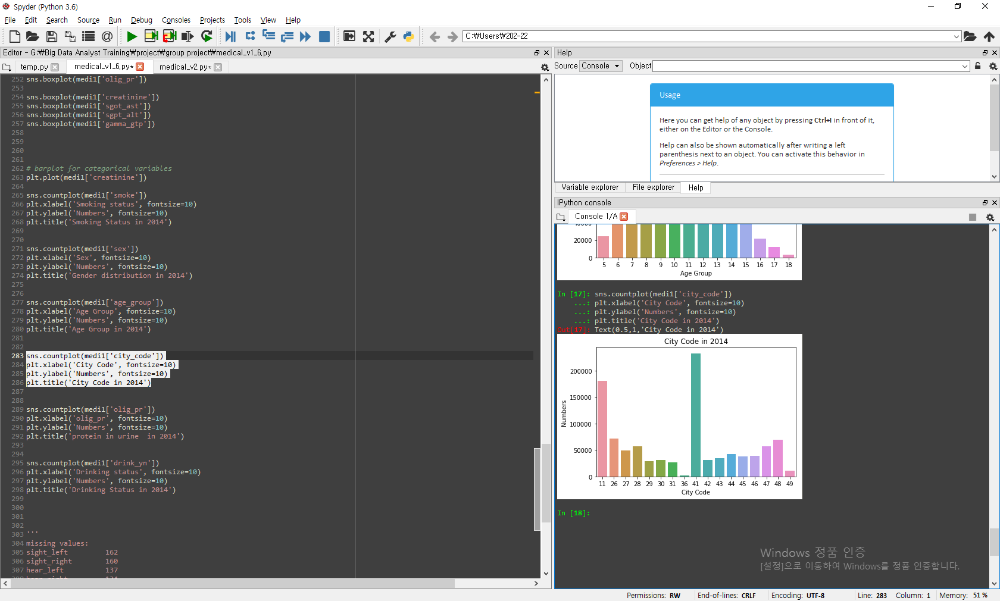 Spyder (Python 3.6)
File Edit Search Source Run Debug Consoles Projects Tools View Help
C:₩Users₩202-22
Editor - G:₩Big Data Analyst Training₩project₩group project₩medical_v1_6,py
temp,py medical_v1_6,py* medical_v2,py*
252 sns.boxplot(medi1['olig_pr'])
253
254 sns.boxplot(medi1['creatinine'])
255 sns.boxplot(medi1['sgot_ast'])
256 sns.boxplot(medi1['sgpt_alt'])
257 sns.boxplot(medi1['gamma_gtp'])
258
259
260
261
262 # barplot for categorical variables
263 plt.plot(medi1['creatinine'])
264
265 sns.countplot(medi1['smoke'])
266 plt.xlabel('Smoking status', fontsize=10)
267 plt.ylabel('Numbers', fontsize=10)
268 plt.title('Smoking Status in 2014')
269
270
271 sns.countplot(medi1['sex'])
272 plt.xlabel('Sex', fontsize=10)
273 plt.ylabel('Numbers', fontsize=10)
274 plt.title('Gender distribution in 2014')
275
276
277 sns.countplot(medi1['age_group'])
278 plt.xlabel('Age Group', fontsize=10)
279 plt.ylabel('Numbers', fontsize=10)
280 plt.title('Age Group in 2014')
281
282
283 sns.countplot(medi1['city_code'])
284 plt.xlabel('City Code', fontsize=10)
285 plt.ylabel('Numbers', fontsize=10)
286 plt.title('City Code in 2014')
287
288
289 sns.countplot(medi1['olig_pr'])
290 plt.xlabel('olig_pr', fontsize=10)
291 plt.ylabel('Numbers', fontsize=10)
292 plt.title('protein in urine  in 2014')
293
294
295 sns.countplot(medi1['drink_yn'])
296 plt.xlabel('Drinking status', fontsize=10)
297 plt.ylabel('Numbers', fontsize=10)
298 plt.title('Drinking Status in 2014')
299
300
301
302
303 '''
304 missing values:
305 sight_left 162
306 sight_right 160
307 hear_left 137
308 hear_right 134
Help
Source Console Object
Usage
Here you can get help of any object by pressing Ctrl+I in front of it,
either on the Editor or the Console.
Help can also be shown automatically after writing a left
parenthesis next to an object. You can activate this behavior in
Preferences > Help.
Variable explorer File explorer Help
IPython console
Console 1/A
40000
20000
0
5 6 7 8 9 10 11 12 13 14 15 16 17 18
Age Group
In [17]: sns.countplot(medi1['city_code'])
...: plt.xlabel('City Code', fontsize=10)
...: plt.ylabel('Numbers', fontsize=10)
...: plt.title('City Code in 2014')
Out[17]: Text(0.5,1,'City Code in 2014')
City Code in 2014
200000
150000
100000
50000
0
Numbers
11 26 27 28 29 30 31 36 41 42 43 44 45 46 47 48 49
City Code
In [18]:
Windows 정품 인증
[설정]으로 이동하여 Windows를 정품 인증합니다.
Permissions: RW End-of-lines: CRLF Encoding: UTF-8 Line: 283 Column: 1 Memory: 51 %